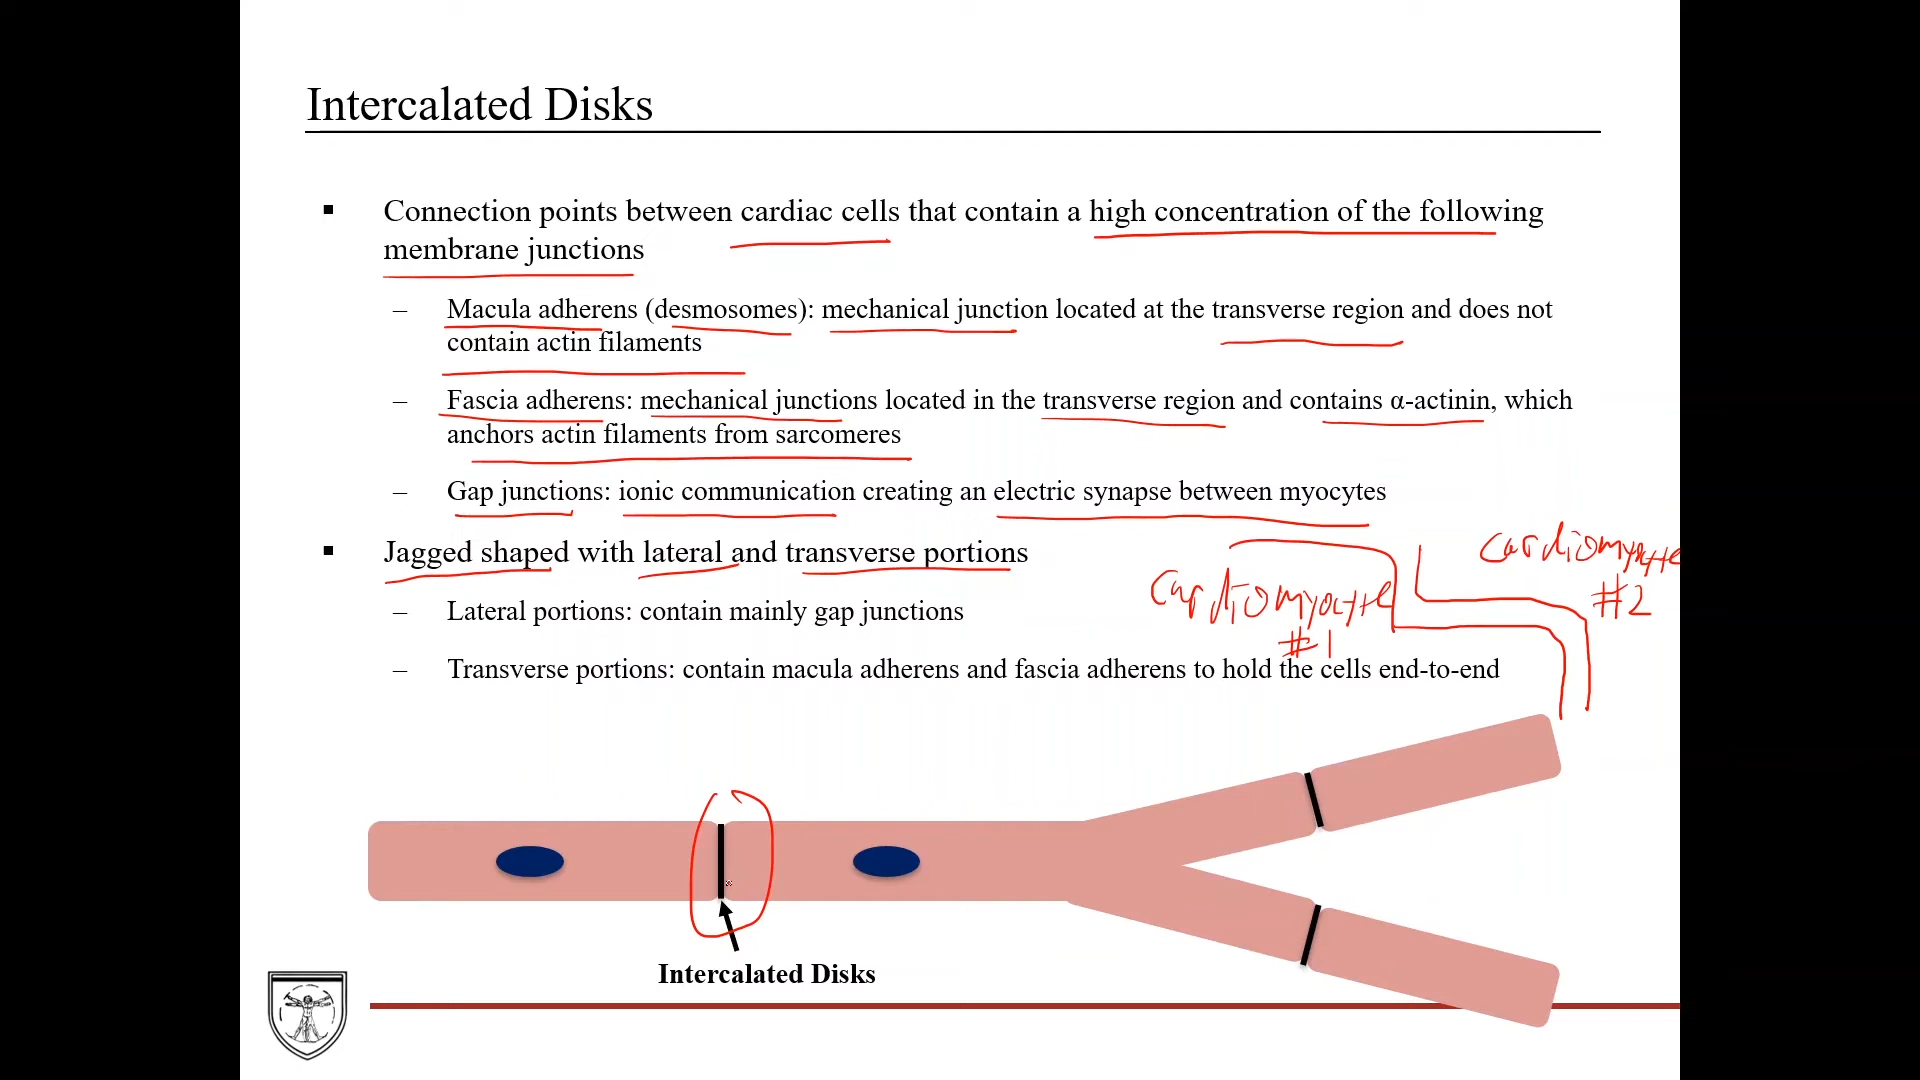 Intercalated Disks
▪ Connection points between cardiac cells that contain a high concentration of the following
membrane junctions
– Macula adherens (desmosomes): mechanical junction located at the transverse region and does not
contain actin filaments
– Fascia adherens: mechanical junctions located in the transverse region and contains α-actinin, which
anchors actin filaments from sarcomeres
– Gap junctions: ionic communication creating an electric synapse between myocytes
▪ Jagged shaped with lateral and transverse portions
cardiomyocyte
#2
cardiomyocyte
#1
– Lateral portions: contain mainly gap junctions
– Transverse portions: contain macula adherens and fascia adherens to hold the cells end-to-end
Intercalated Disks